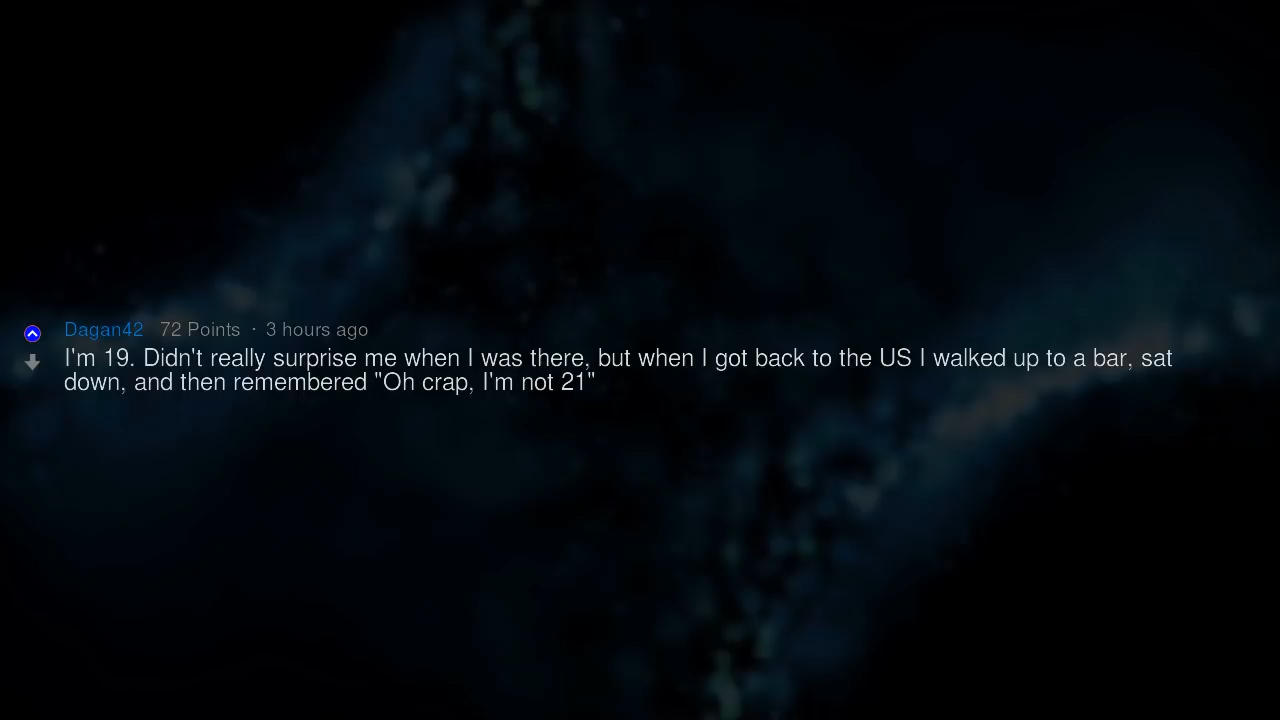 Dagan42 72 Points · 3 hours ago
I'm 19. Didn't really surprise me when I was there, but when I got back to the US I walked up to a bar, sat
down, and then remembered "Oh crap, I'm not 21"